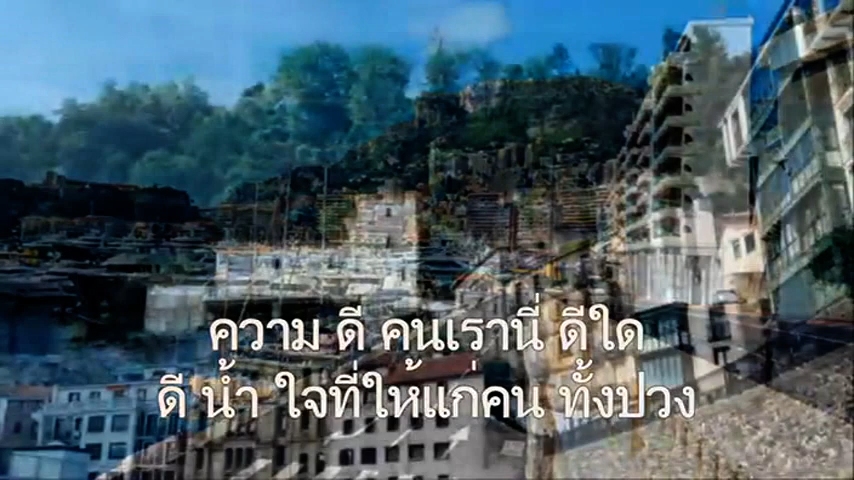 ความ ดี คนเรานี่ ดีใด
ดี น้ำ ใจที่ให้แก่คน ทั้งปวง